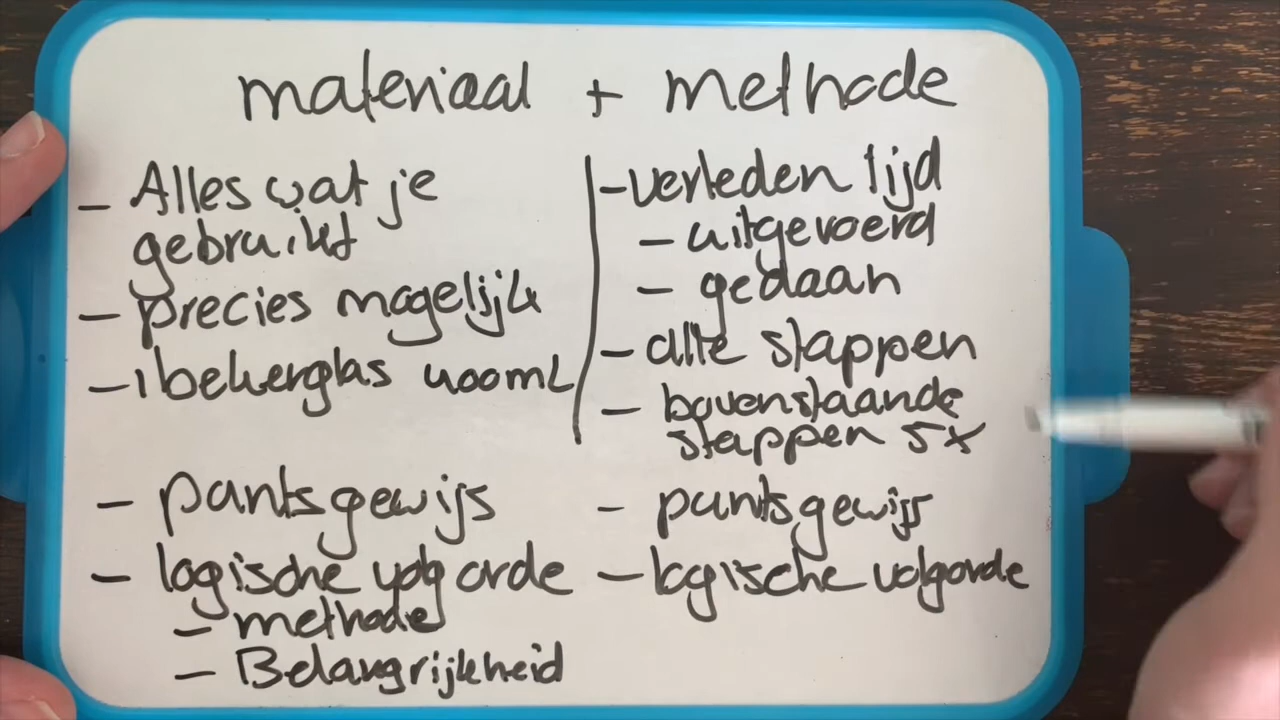 materiaal + methode
- Alles wat je
gebruikt
- precies mogelijk
- 1 bekerglas 400mL
- puntsgewijs
- logische volgorde
- methode
- Belangrijkheid
- verleden tijd
- uitgevoerd
- gedaan
- alle stappen
- bovenstaande
stappen 5x
- puntsgewijs
- logische volgorde